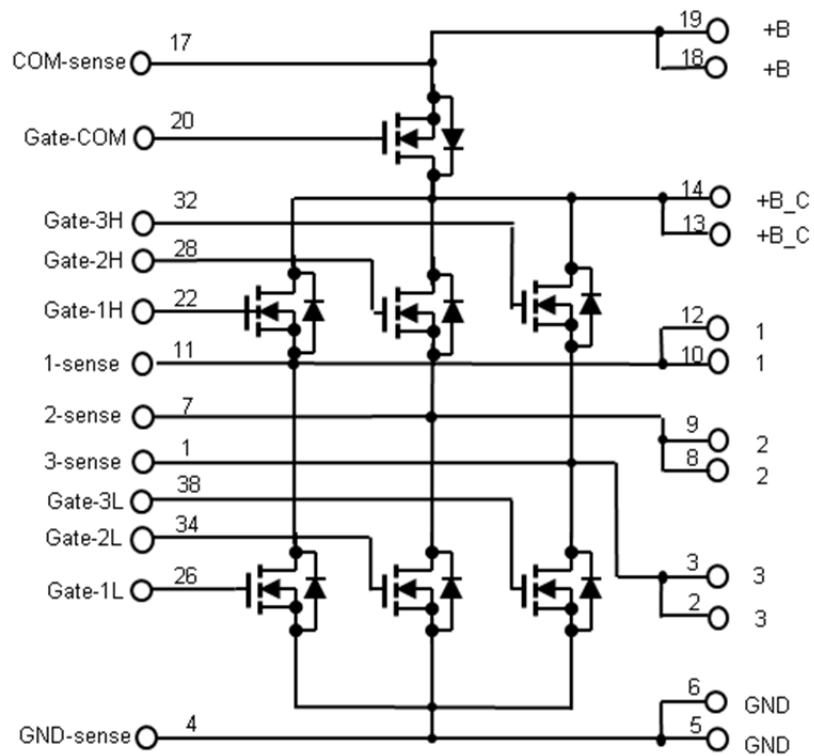 19 +B
17
COM-sense 18 +B
20
Gate-COM
32 14 +B_C
Gate-3H 13 +B_C
28
Gate-2H
22 12 1
Gate-1H
11 10 1
1-sense
7 9 2
2-sense
1 8 2
3-sense
38
Gate-3L
34
Gate-2L 3 3
26
Gate-1L 2 3
6 GND
4 5 GND
GND-sense